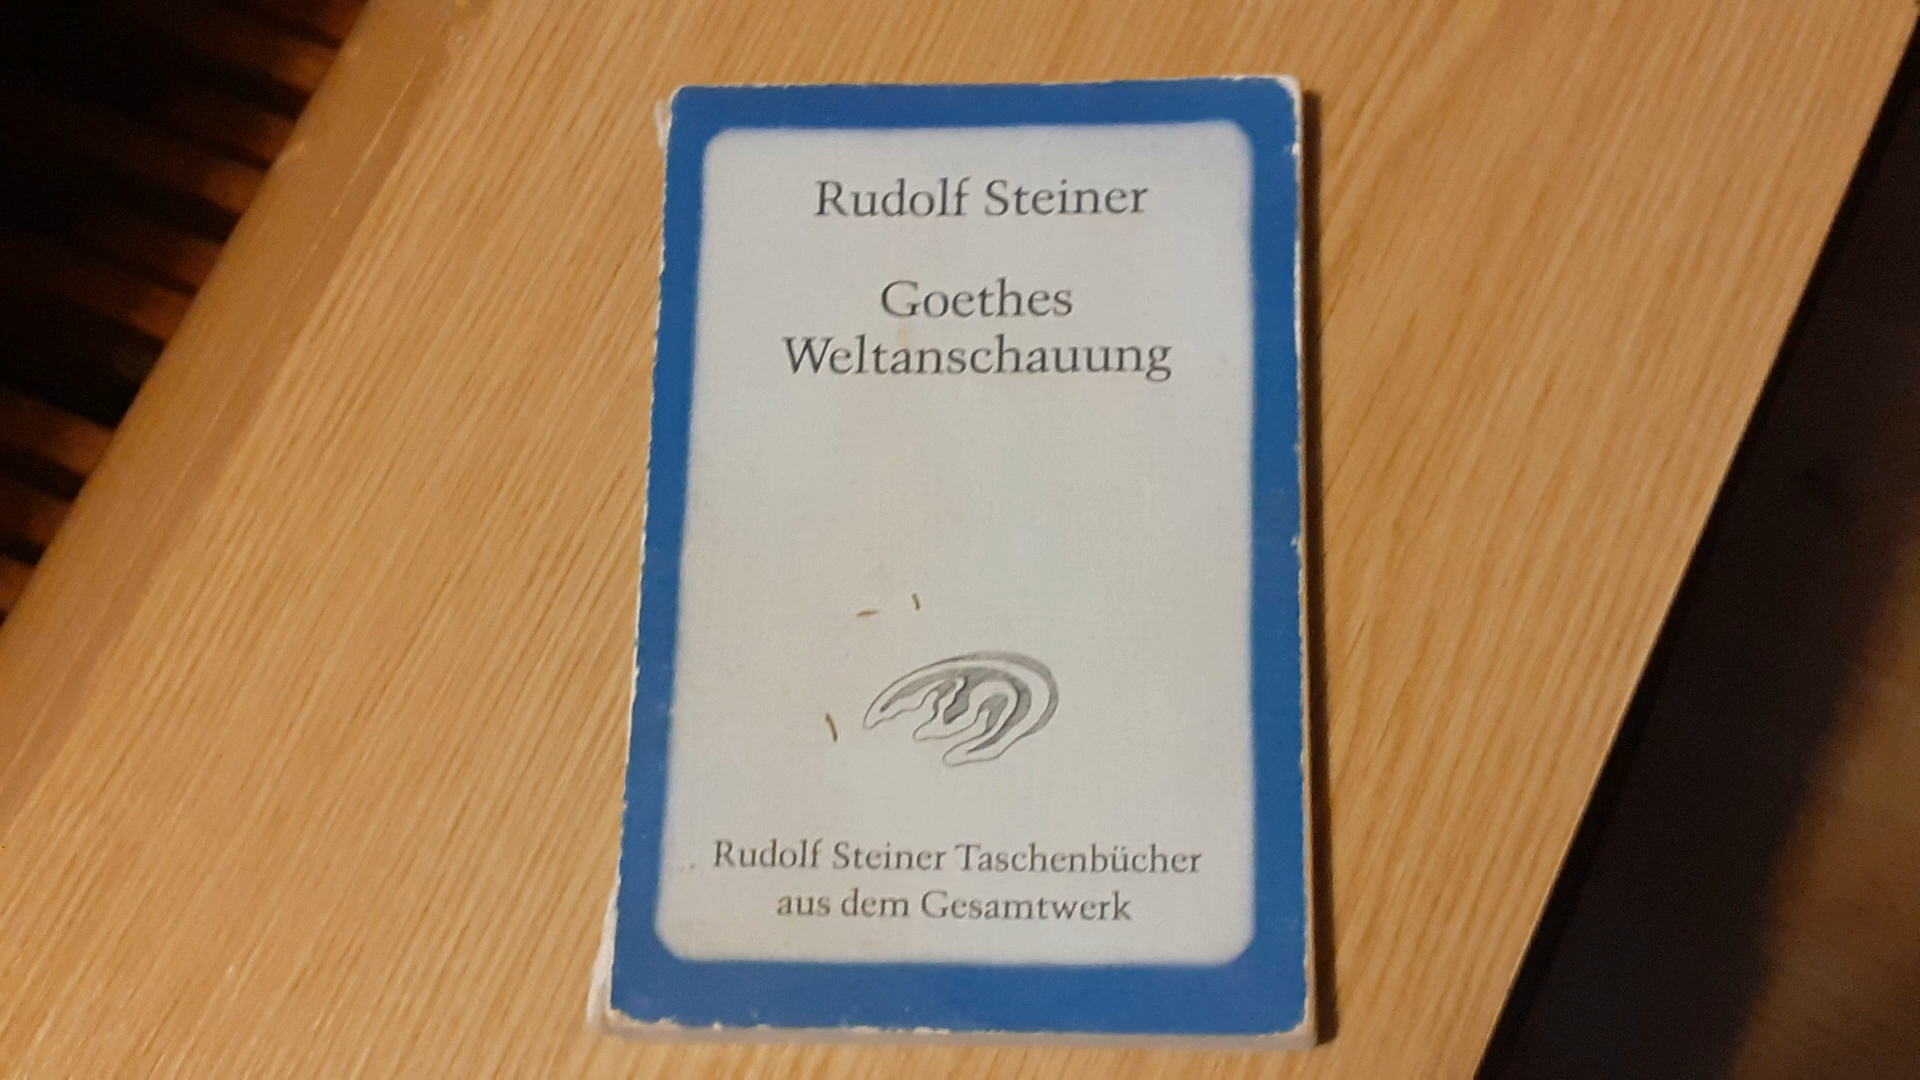 Rudolf Steiner
Goethes
Weltanschauung
Rudolf Steiner Taschenbücher
aus dem Gesamtwerk